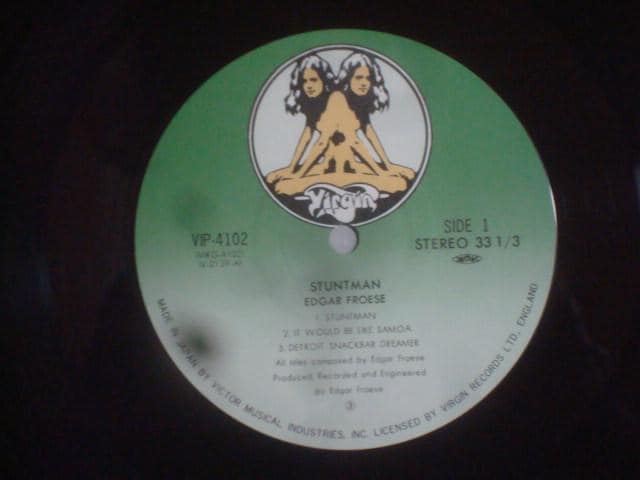 Virgin
VIP-4102
SIDE 1
STEREO 33 1/3
STUNTMAN
EDGAR FROESE
1. STUNTMAN
2. IT WOULD BE LIKE SAMOA
3. DETROIT SNACKBAR DREAMER
All titles composed by Edgar Froese
Produced, Recorded and Engineered
by Edgar Froese
MADE IN JAPAN BY VICTOR MUSICAL INDUSTRIES, INC. LICENSED BY VIRGIN RECORDS LTD, ENGLAND